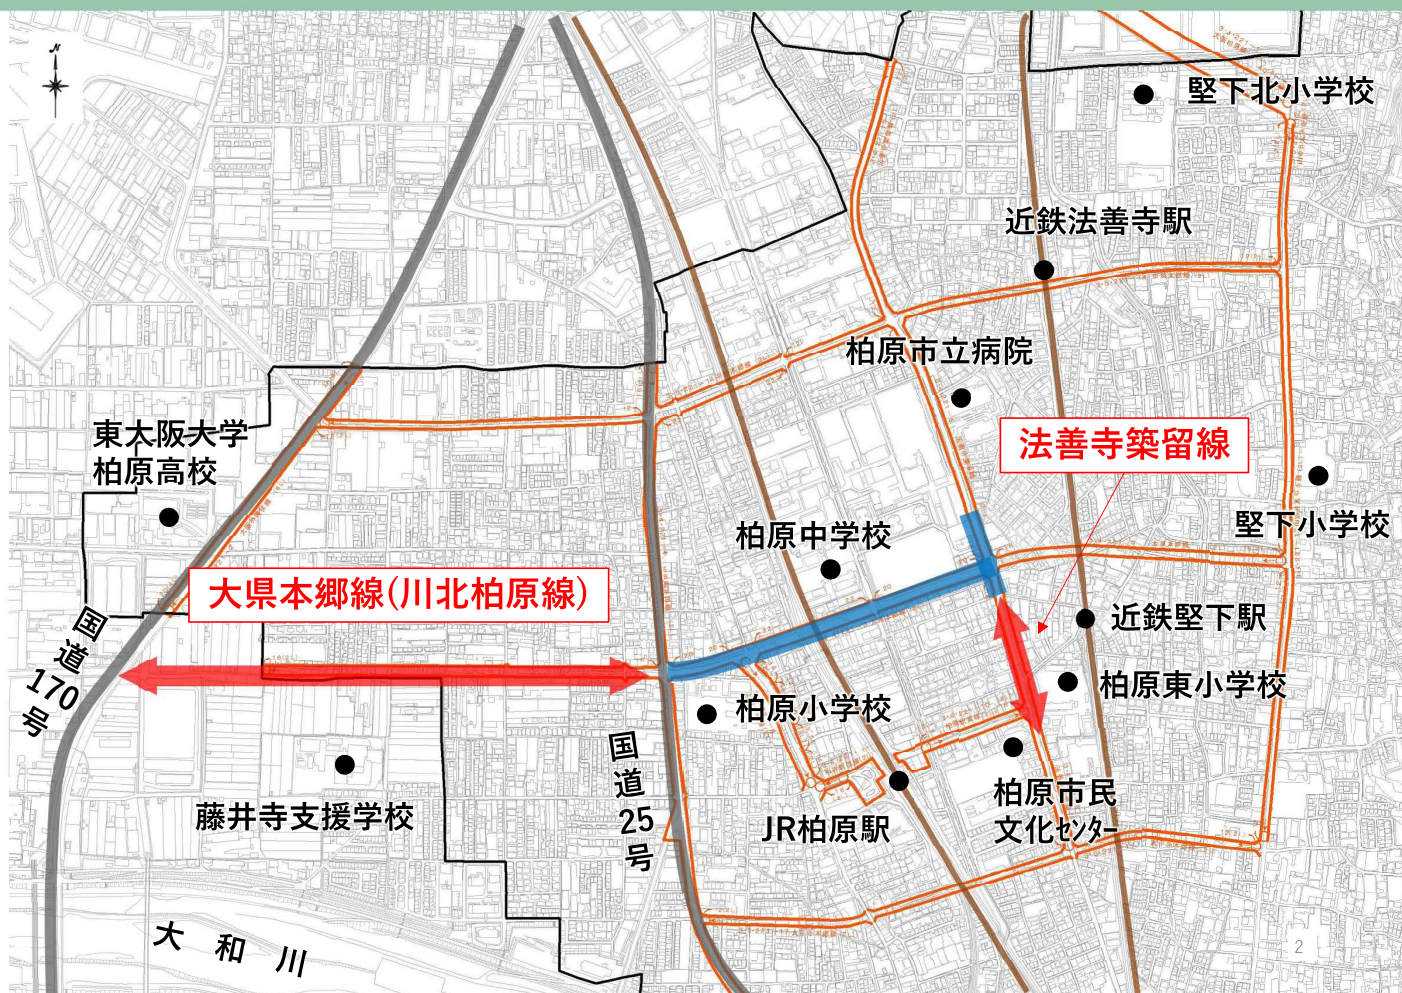 N
堅下北小学校
近鉄法善寺駅
柏原市立病院
東大阪大学
柏原高校
法善寺築留線
堅下小学校
柏原中学校
大県本郷線(川北柏原線)
国道170号
近鉄堅下駅
柏原東小学校
柏原小学校
国道25号
藤井寺支援学校
JR柏原駅
柏原市民
文化センター
大和川
2